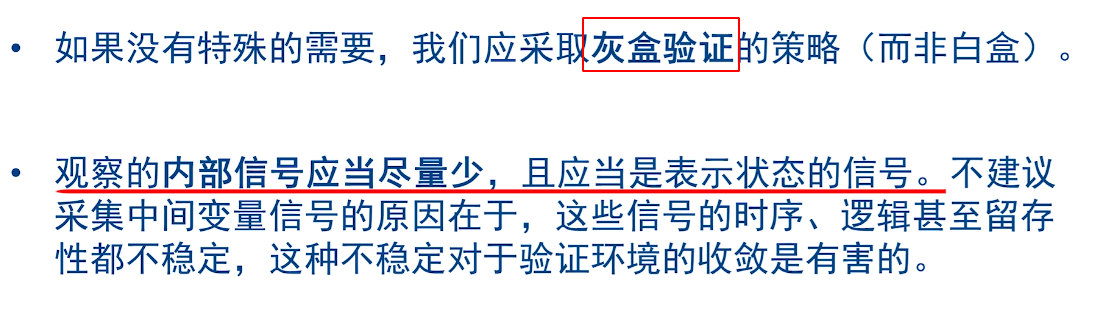 • 如果没有特殊的需要，我们应采取灰盒验证的策略（而非白盒）。
• 观察的内部信号应当尽量少，且应当是表示状态的信号。不建议
采集中间变量信号的原因在于，这些信号的时序、逻辑甚至留存
性都不稳定，这种不稳定对于验证环境的收敛是有害的。